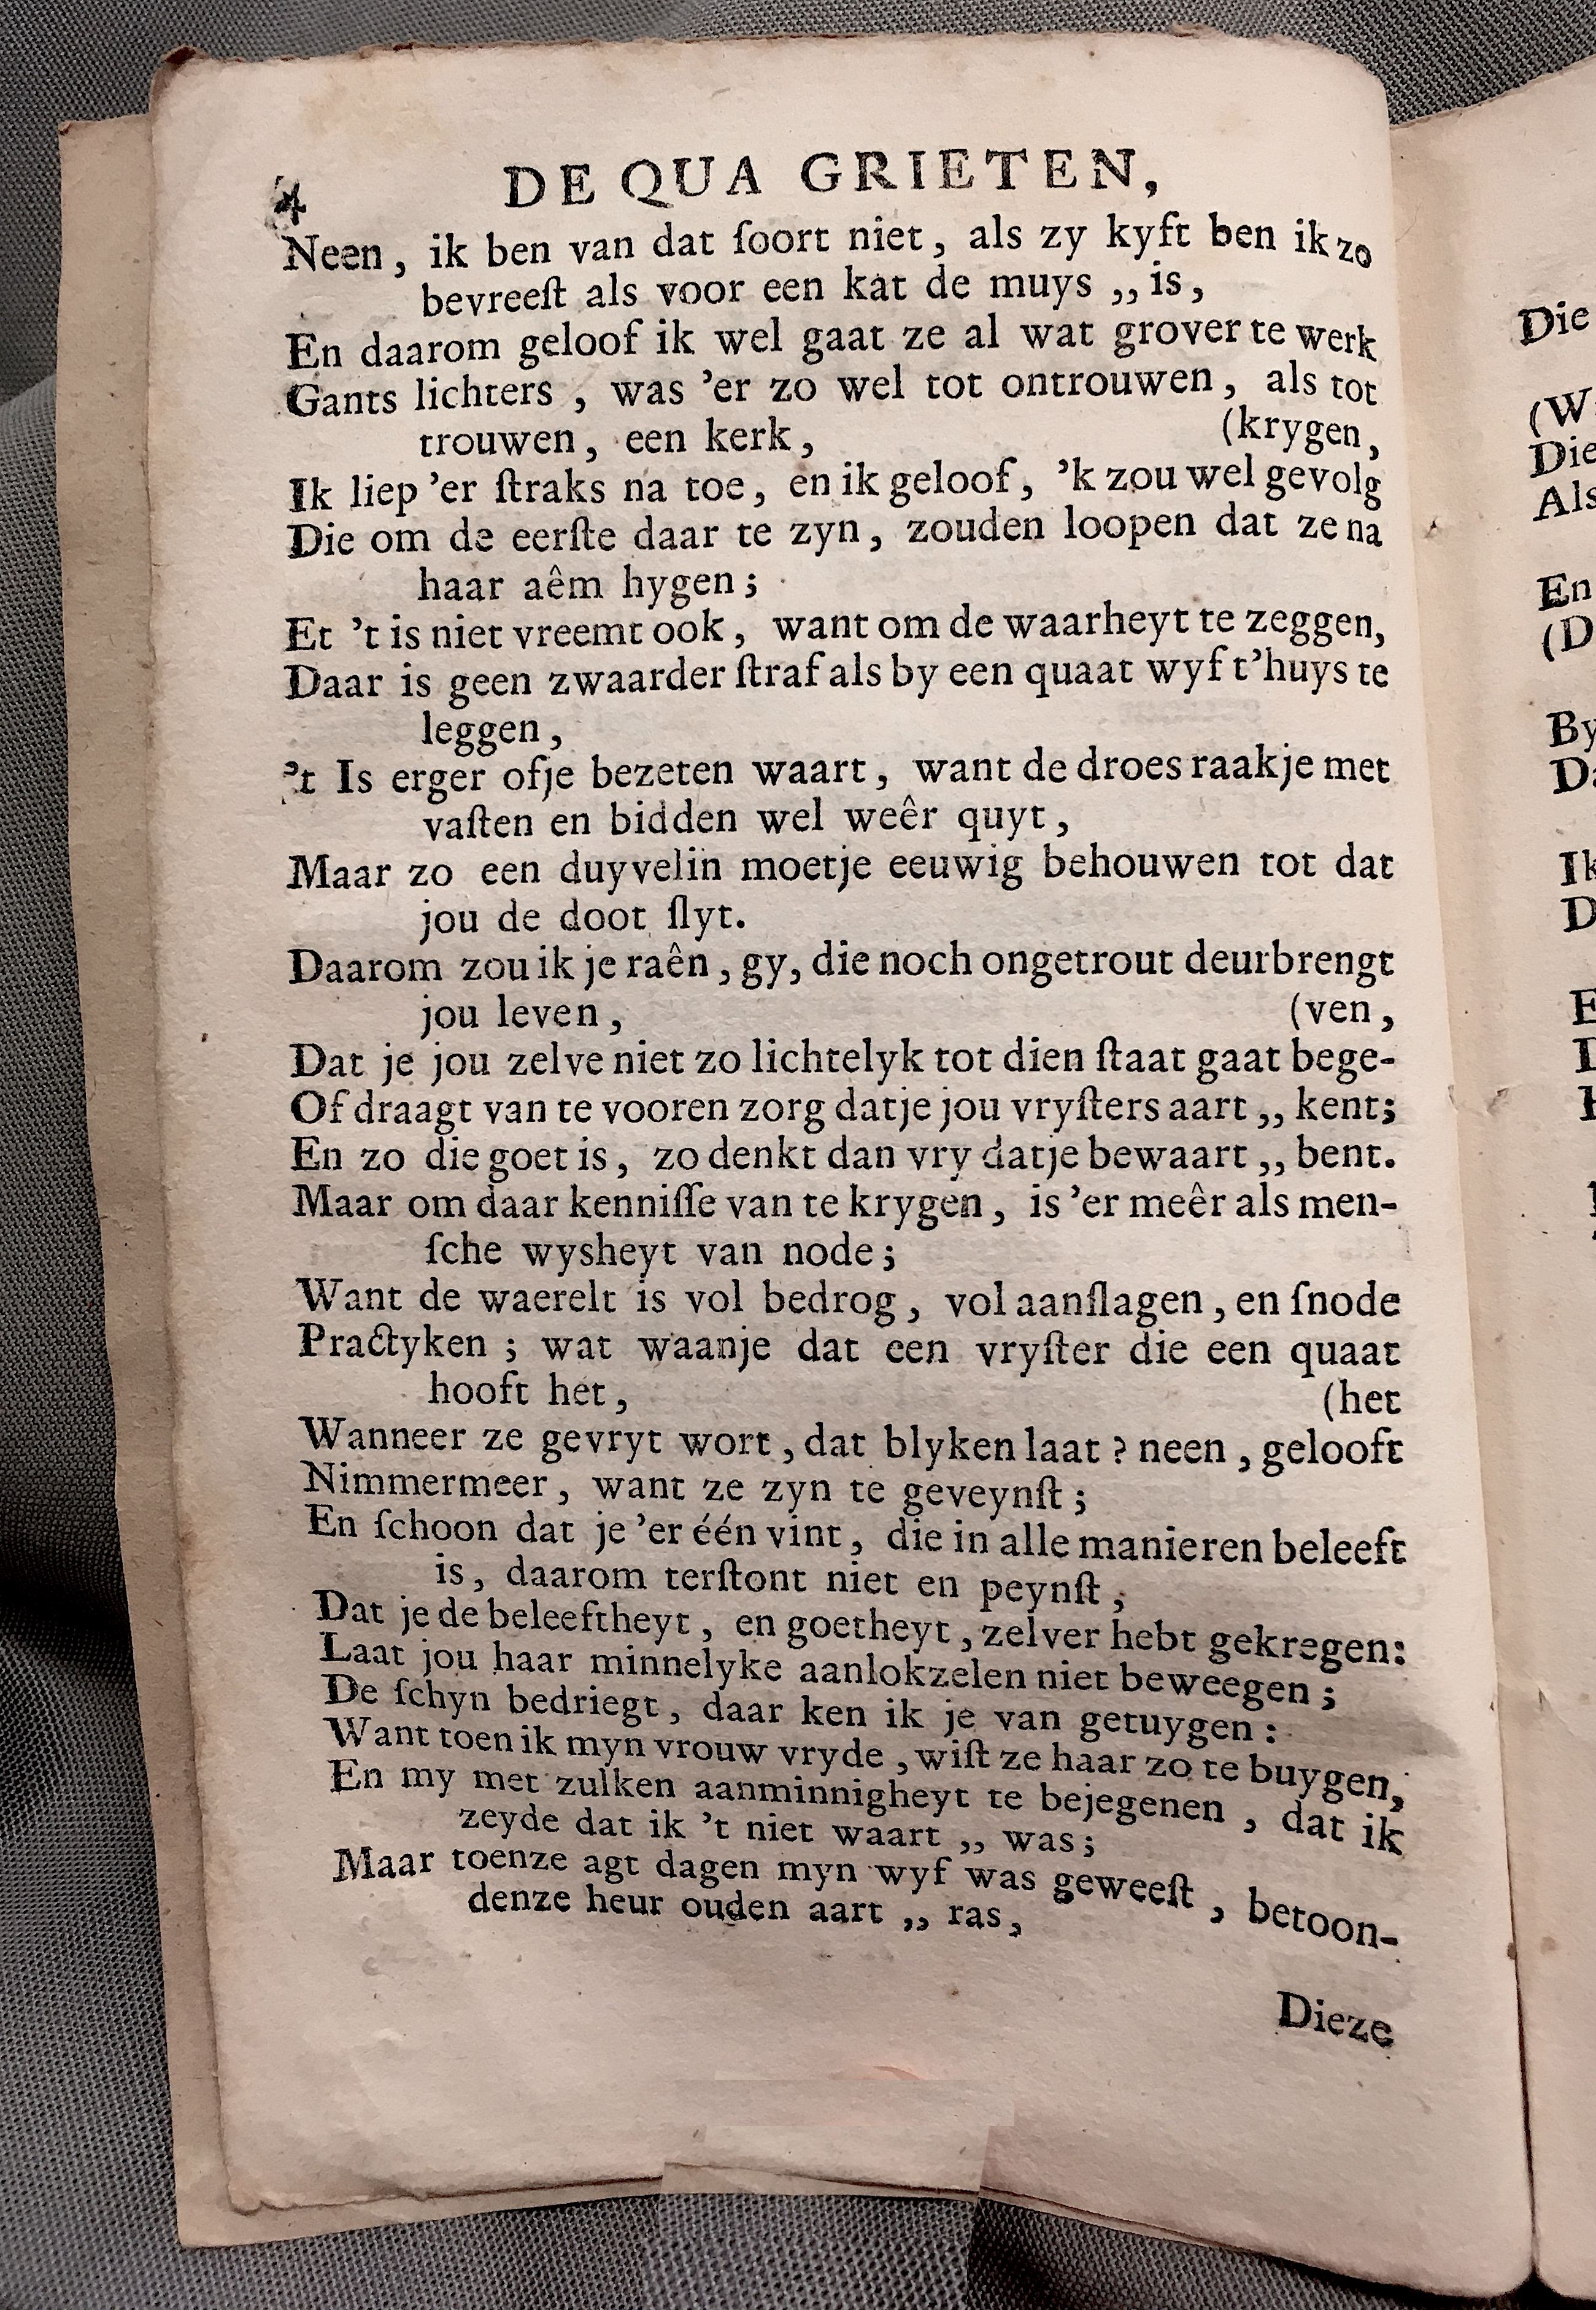 4 DE QUA GRIETEN,
Neen, ik ben van dat ſoort niet, als zy kyft ben ik zo
bevreeſt als voor een kat de muys ,, is,
En daarom geloof ik wel gaat ze al wat grover te werk
Gants lichters, was 'er zo wel tot ontrouwen, als tot
trouwen, een kerk, (krygen,
Ik liep 'er ſtraks na toe, en ik geloof, 'k zou wel gevolg
Die om de eerſte daar te zyn, zouden loopen dat ze na
haar aêm hygen;
Et 't is niet vreemt ook, want om de waarheyt te zeggen,
Daar is geen zwaarder ſtraf als by een quaat wyf t'huys te
leggen,
't Is erger ofje bezeten waart, want de droes raakje met
vaſten en bidden wel weêr quyt,
Maar zo een duyvelin moetje eeuwig behouwen tot dat
jou de doot ſlyt.
Daarom zou ik je raên, gy, die noch ongetrout deurbrengt
jou leven, (ven,
Dat je jou zelve niet zo lichtelyk tot dien ſtaat gaat bege-
Of draagt van te vooren zorg datje jou vryſters aart ,, kent;
En zo die goet is, zo denkt dan vry datje bewaart ,, bent.
Maar om daar kenniſſe van te krygen, is 'er meêr als men-
ſche wysheyt van node;
Want de waerelt is vol bedrog, vol aanſlagen, en ſnode
Practyken; wat waanje dat een vryſter die een quaat
hooft het, (het
Wanneer ze gevryt wort, dat blyken laat? neen, gelooft
Nimmermeer, want ze zyn te geveynſt;
En ſchoon dat je 'er één vint, die in alle manieren beleeft
is, daarom terſtont niet en peynſt,
Dat je de beleeftheyt, en goetheyt, zelver hebt gekregen:
Laat jou haar minnelyke aanlokzelen niet beweegen;
De ſchyn bedriegt, daar ken ik je van getuygen:
Want toen ik myn vrouw vryde, wiſt ze haar zo te buygen,
En my met zulken aanminnigheyt te bejegenen, dat ik
zeyde dat ik 't niet waart ,, was;
Maar toenze agt dagen myn wyf was geweeſt, betoon-
denze heur ouden aart ,, ras,
Dieze
Die
(W
Die
Als
En
(D
By
Da
Ik
D
E
D